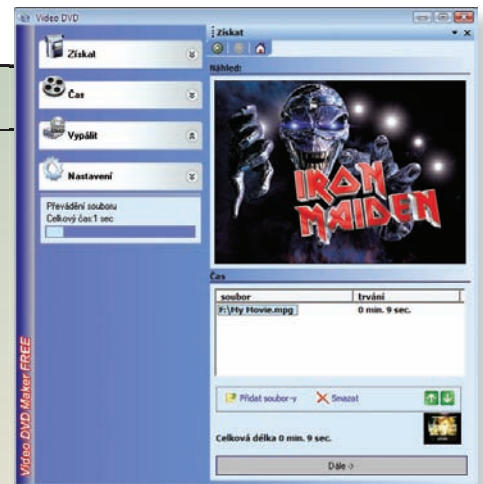 Video DVD
Získat
Čas
Vypálit
Nastavení
Převádění souboru
Celkový čas:1 sec
Video DVD Maker FREE
Získat
Náhled:
IRON
MAIDEN
Čas
soubor trvání
F:\My Movie.mpg 0 min. 9 sec.
Přidat soubor-y Smazat
Celková délka 0 min. 9 sec.
Dále ->